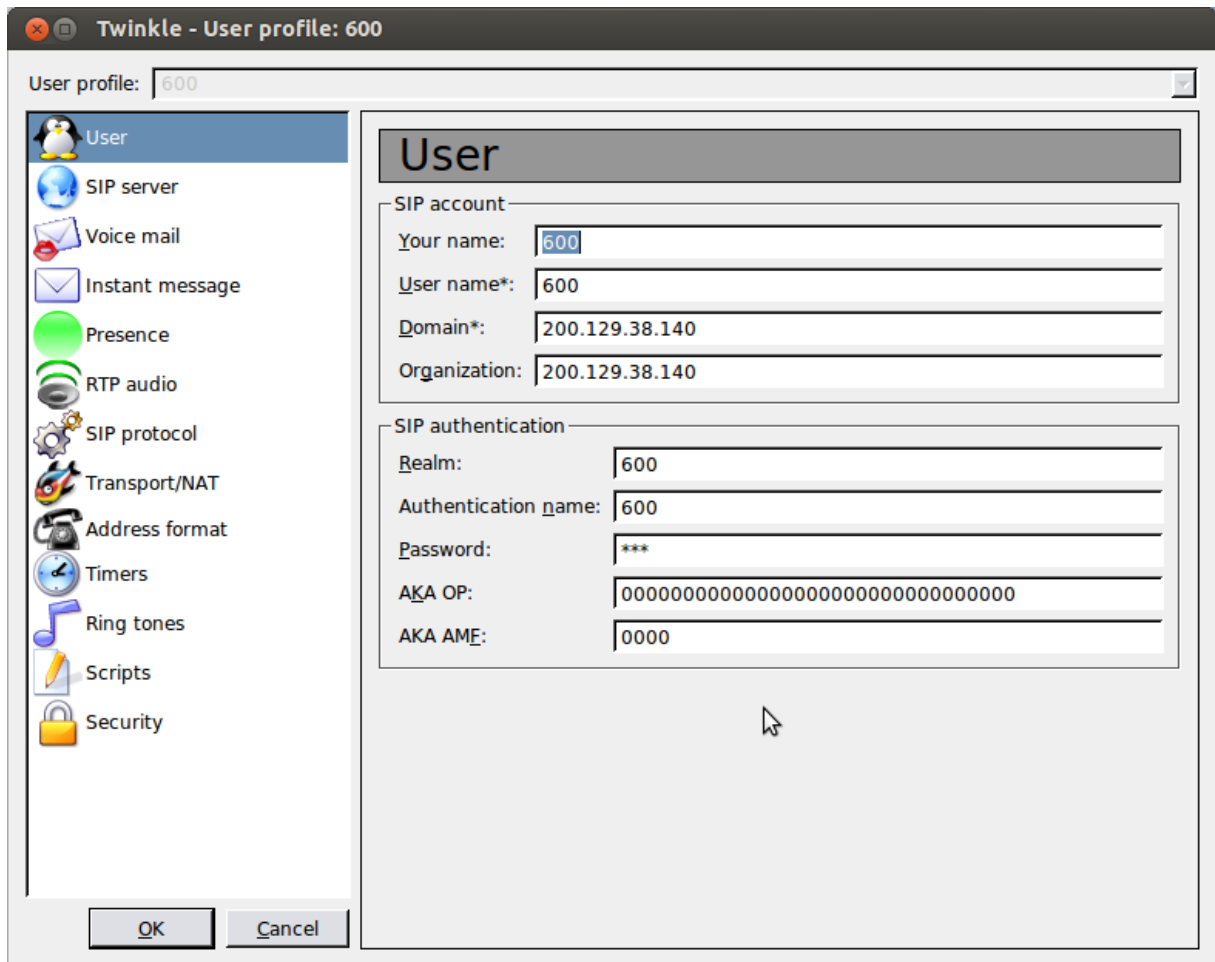 Twinkle - User profile: 600
User profile: 600
User
SIP server
Voice mail
Instant message
Presence
RTP audio
SIP protocol
Transport/NAT
Address format
Timers
Ring tones
Scripts
Security
OK Cancel
User
SIP account
Your name: 600
User name*: 600
Domain*: 200.129.38.140
Organization: 200.129.38.140
SIP authentication
Realm: 600
Authentication name: 600
Password: ***
AKA OP: 00000000000000000000000000000000
AKA AMF: 0000